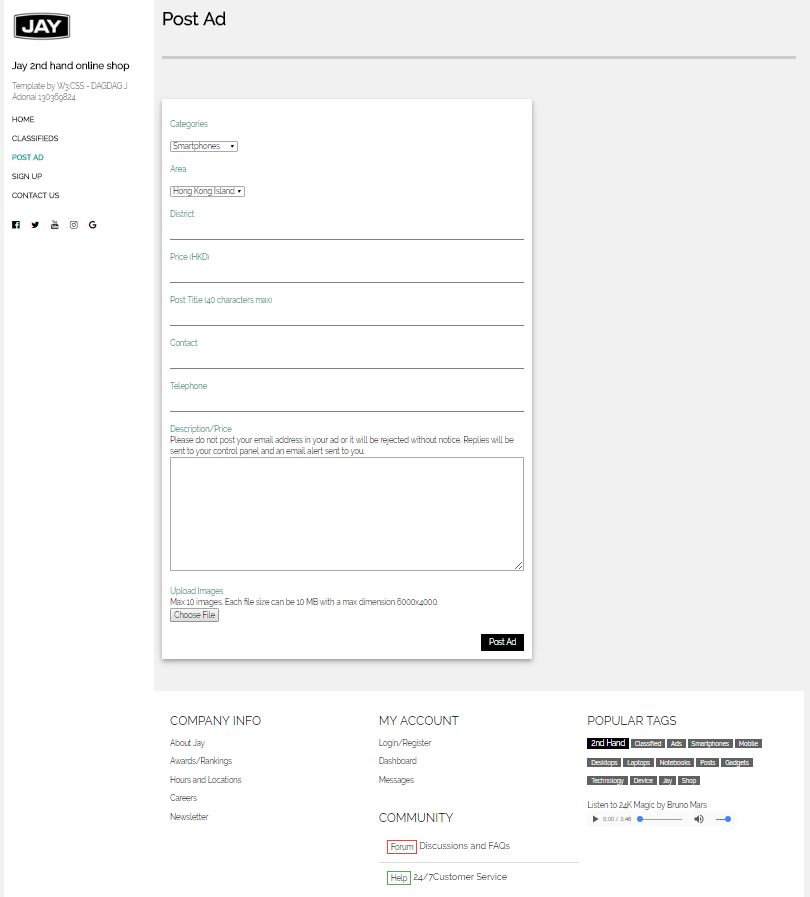 JAY
Jay 2nd hand online shop
Template by W3.CSS - DAGDAG J
Adonai 130369824
HOME
CLASSIFIEDS
POST AD
SIGN UP
CONTACT US
Post Ad
Categories
Smartphones
Area
Hong Kong Island
District
Price (HKD)
Post Title (40 characters max)
Contact
Telephone
Description/Price
Please do not post your email address in your ad or it will be rejected without notice. Replies will be
sent to your control panel and an email alert sent to you.
Upload Images
Max 10 images. Each file size can be 10 MB with a max dimension 6000x4000.
Choose File
Post Ad
COMPANY INFO
About Jay
Awards/Rankings
Hours and Locations
Careers
Newsletter
MY ACCOUNT
Login/Register
Dashboard
Messages
COMMUNITY
Forum Discussions and FAQs
Help 24/7Customer Service
POPULAR TAGS
2nd Hand Classified Ads Smartphones Mobile
Desktops Laptops Notebooks Posts Gadgets
Technology Device Jay Shop
Listen to 24K Magic by Bruno Mars
0:00 / 3:46